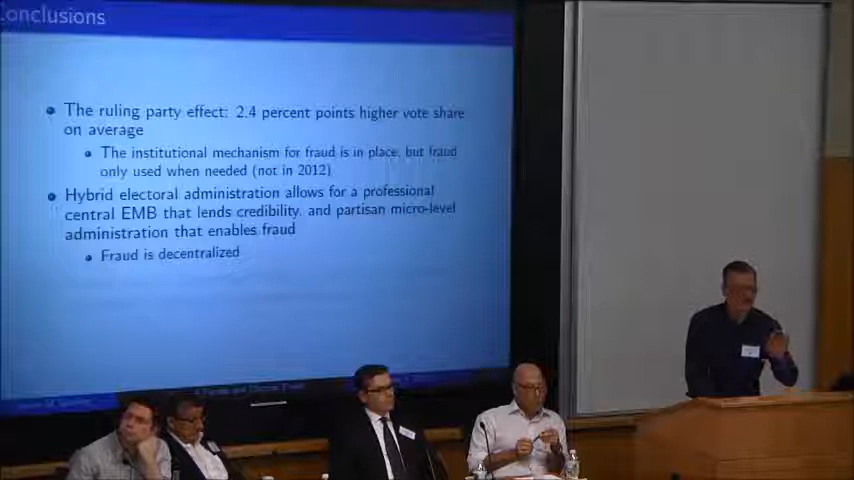 Conclusions
The ruling party effect: 2.4 percent points higher vote share
on average
The institutional mechanism for fraud is in place, but fraud
only used when needed (not in 2012)
Hybrid electoral administration allows for a professional
central EMB that lends credibility, and partisan micro-level
administration that enables fraud
Fraud is decentralized